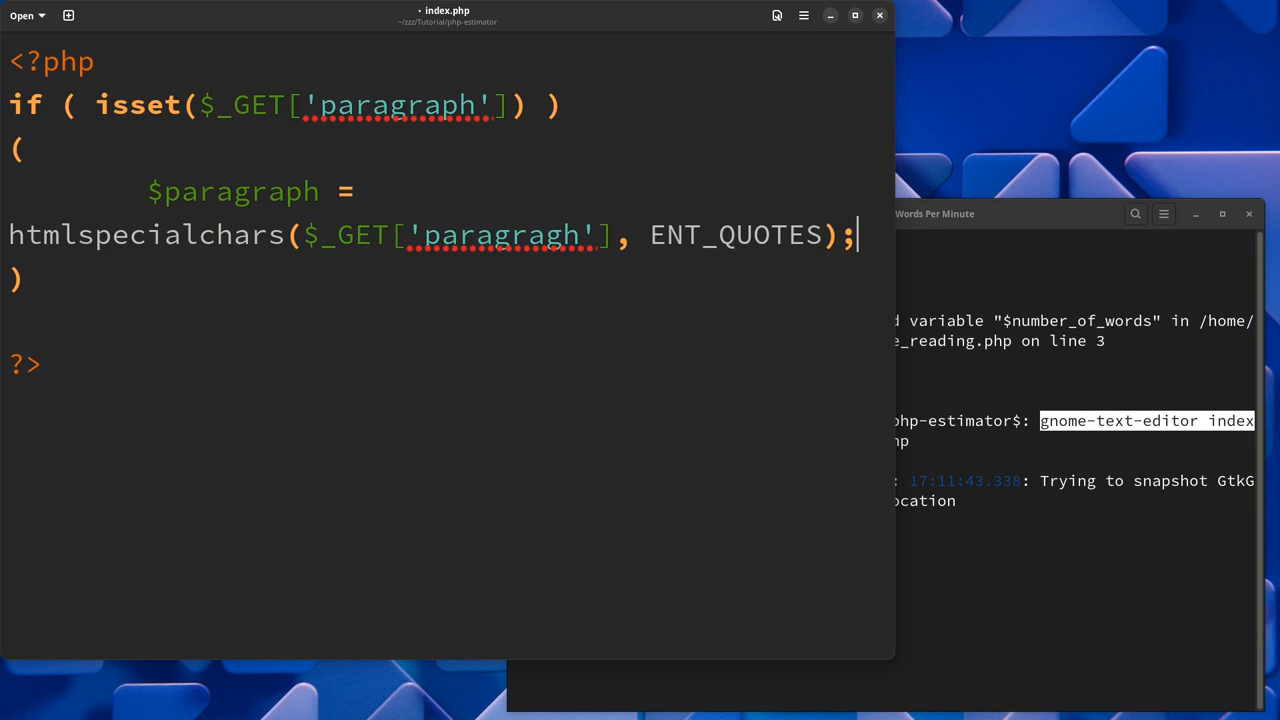 Open
• index.php
~/zzz/Tutorial/php-estimator
<?php
if ( isset($_GET['paragraph']) )
(
$paragraph =
htmlspecialchars($_GET['paragragh'], ENT_QUOTES);
)
?>
Words Per Minute
d variable "$number_of_words" in /home/
e_reading.php on line 3
php-estimator$: gnome-text-editor index
np
: 17:11:43.338: Trying to snapshot GtkG
ocation